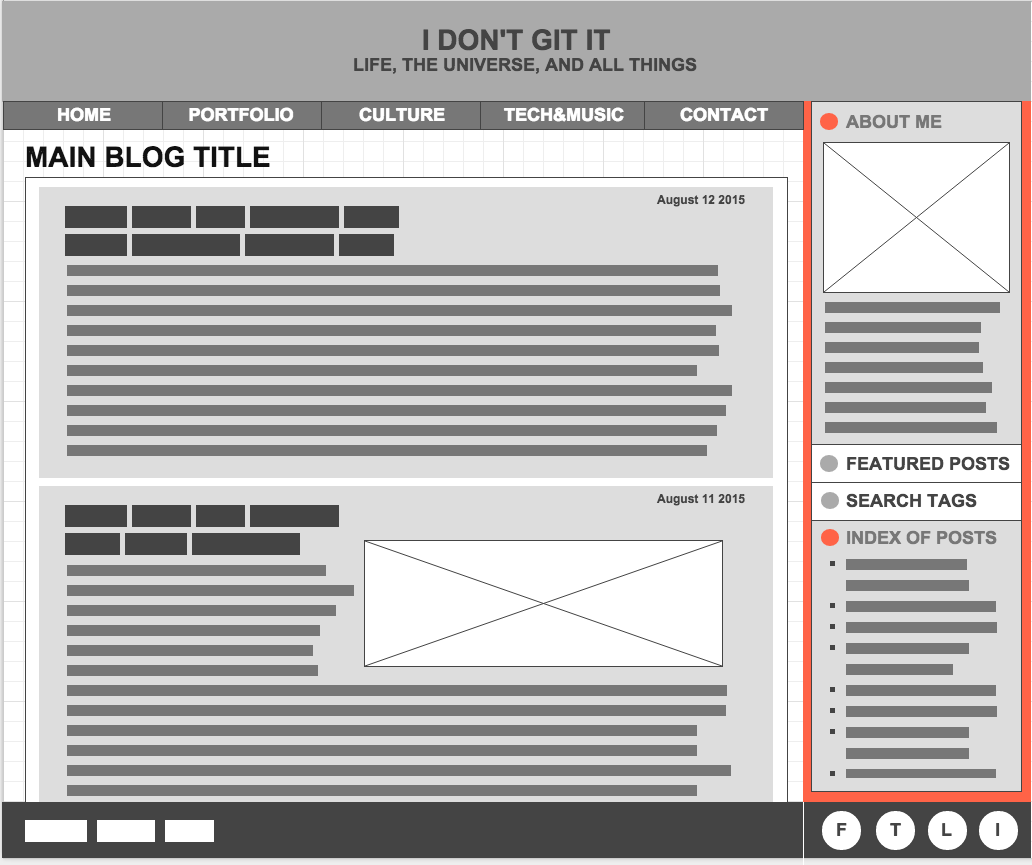 I DON'T GIT IT
LIFE, THE UNIVERSE, AND ALL THINGS
HOME PORTFOLIO CULTURE TECH&MUSIC CONTACT
MAIN BLOG TITLE
August 12 2015
August 11 2015
ABOUT ME
FEATURED POSTS
SEARCH TAGS
INDEX OF POSTS
F T L I